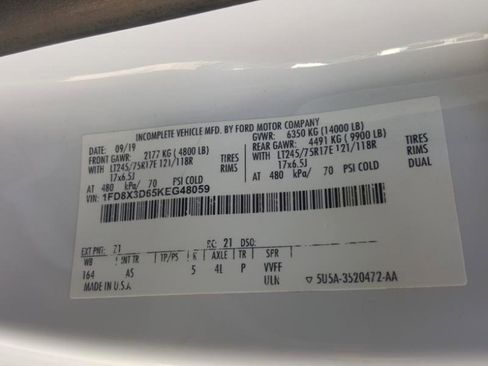 INCOMPLETE VEHICLE MFD. BY FORD MOTOR COMPANY
DATE: 09/19 GVWR: 6350 KG (14000 LB)
FRONT GAWR: 2177 KG (4800 LB) REAR GAWR: 4491 KG (9900 LB)
WITH LT245/75R17E 121/118R TIRES WITH LT245/75R17E 121/118R TIRES
17x6.5J RIMS 17x6.5J RIMS
AT 480 kPa/ 70 PSI COLD AT 480 kPa/ 70 PSI COLD DUAL
VIN: 1FD8X3D65KEG48059
EXT PNT: Z1 RC: 21 DSO:
WB INT TR TP/PS R AXLE TR SPR
164 AS 5 4L P VVFF
MADE IN U.S.A. ULN ▽ 5U5A-3520472-AA